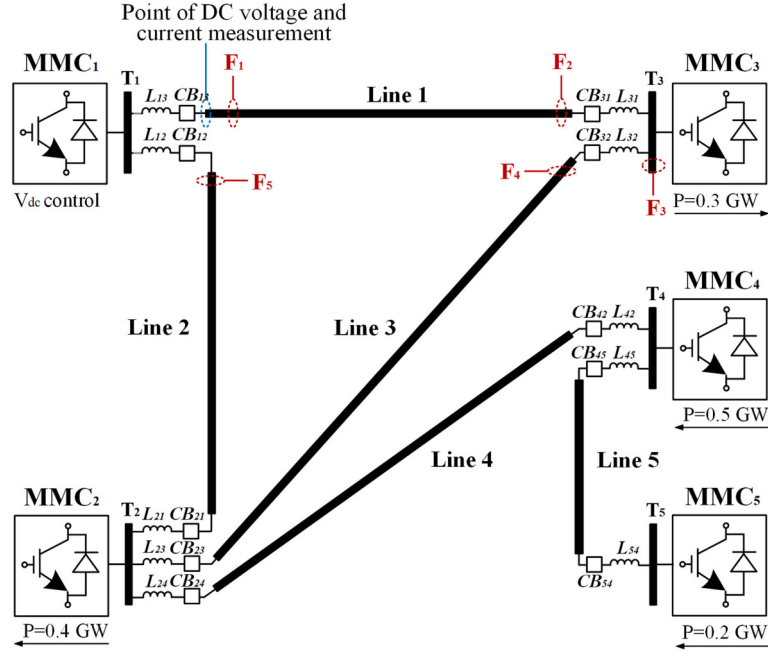 Point of DC voltage and
current measurement
MMC₁
T₁
L₁₃
CB₁₃
F₁
Line 1
F₂
CB₃₁
L₃₁
T₃
MMC₃
L₁₂
CB₁₂
CB₃₂
L₃₂
F₄
F₅
F₃
Vdc control
P=0.3 GW
Line 2
Line 3
MMC₄
T₄
CB₄₂
L₄₂
CB₄₅
L₄₅
P=0.5 GW
Line 4
Line 5
MMC₂
T₂
L₂₁
CB₂₁
L₂₃
CB₂₃
L₂₄
CB₂₄
MMC₅
T₅
L₅₄
CB₅₄
P=0.4 GW
P=0.2 GW